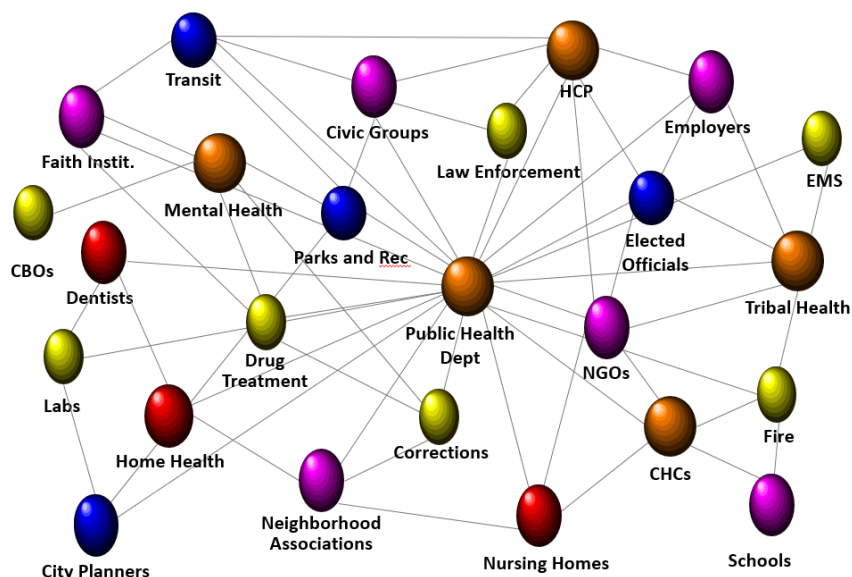 Transit
HCP
Civic Groups
Employers
Faith Instit.
Law Enforcement
EMS
Mental Health
Parks and Rec
Elected
Officials
CBOs
Dentists
Tribal Health
Public Health
Dept
Drug
Treatment
NGOs
Labs
Home Health
Corrections
CHCs
Fire
Neighborhood
Associations
City Planners
Nursing Homes
Schools